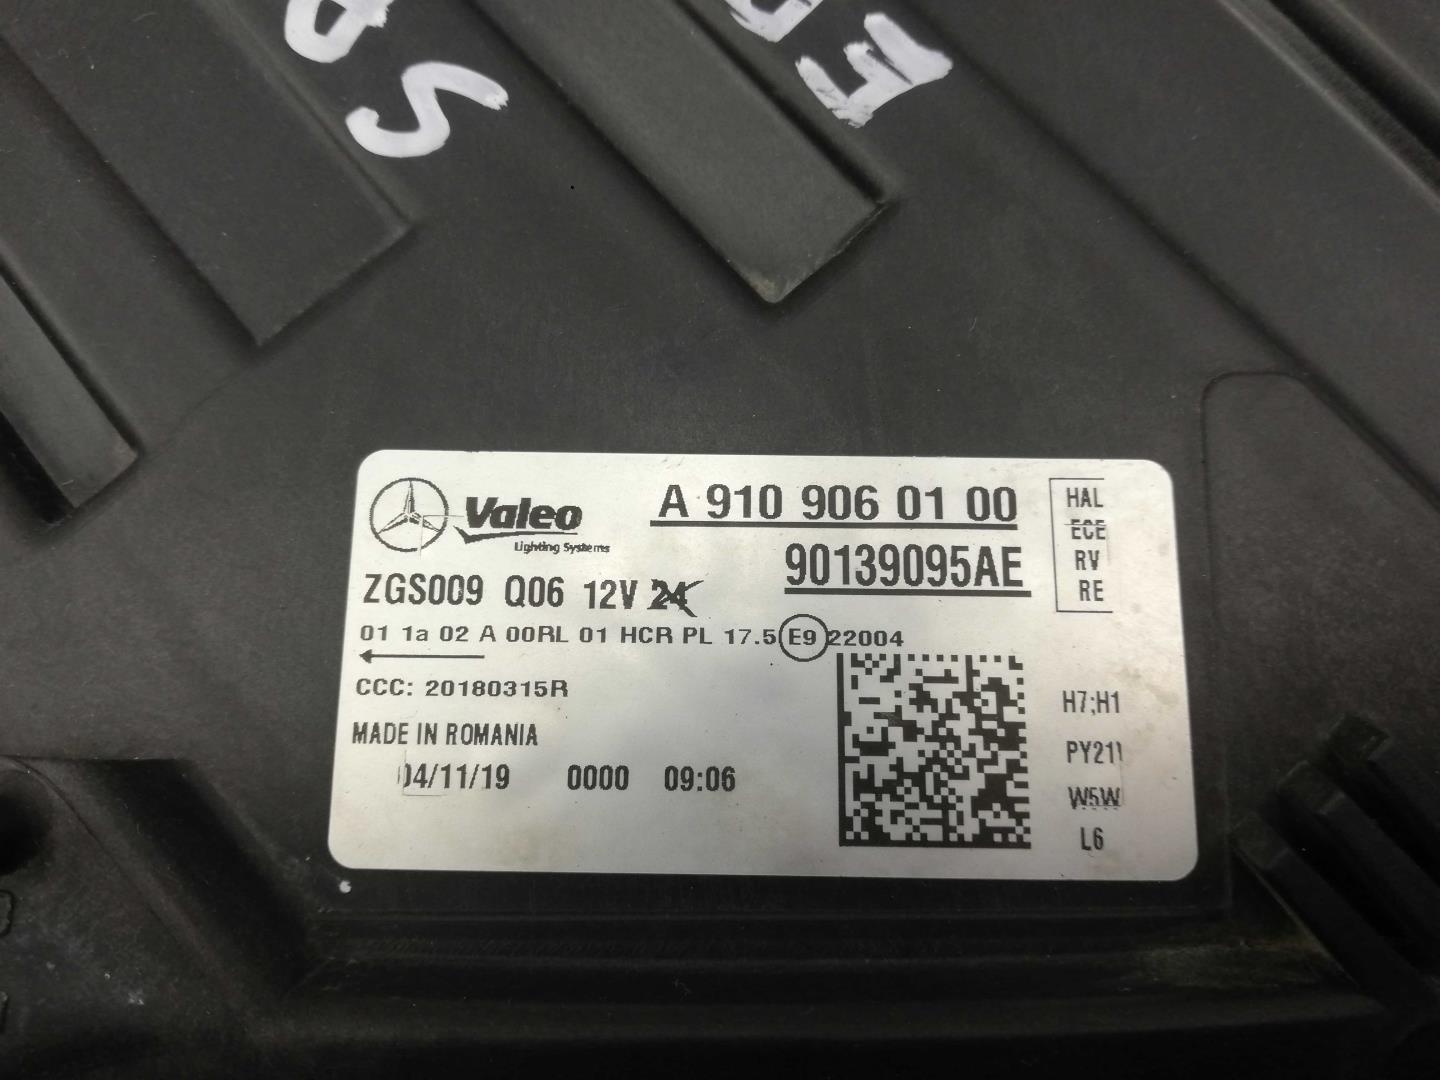 Valeo
Lighting Systems
A 910 906 01 00
90139095AE
HAL
ECE
RV
RE
ZGS009 Q06 12V 24
01 1a 02 A 00RL 01 HCR PL 17.5 E9 22004
CCC: 20180315R
MADE IN ROMANIA
04/11/19 0000 09:06
H7;H1
PY21
W5W
L6